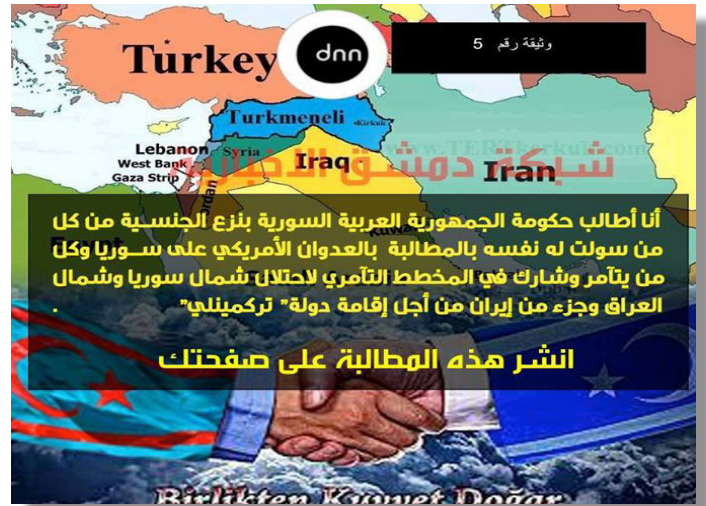 وثيقة رقم 5
dnn
Turkey
Turkmeneli
Kirkuk
Lebanon
Syria
West Bank
Iraq
Gaza Strip
Iran
شبكة دمشق الاخبارية
أنا أطالب حكومة الجمهورية العربية السورية بنزع الجنسية من كل
من سولت له نفسه بالمطالبة بالعدوان الأمريكي على سوريا وكل
من يتآمر وشارك في المخطط التآمري لاحتلال شمال سوريا وشمال
العراق وجزء من إيران من أجل إقامة دولة" تركمينلي" .
انشر هذه المطالبة على صفحتك
Birlikten Kuvvet Doğar